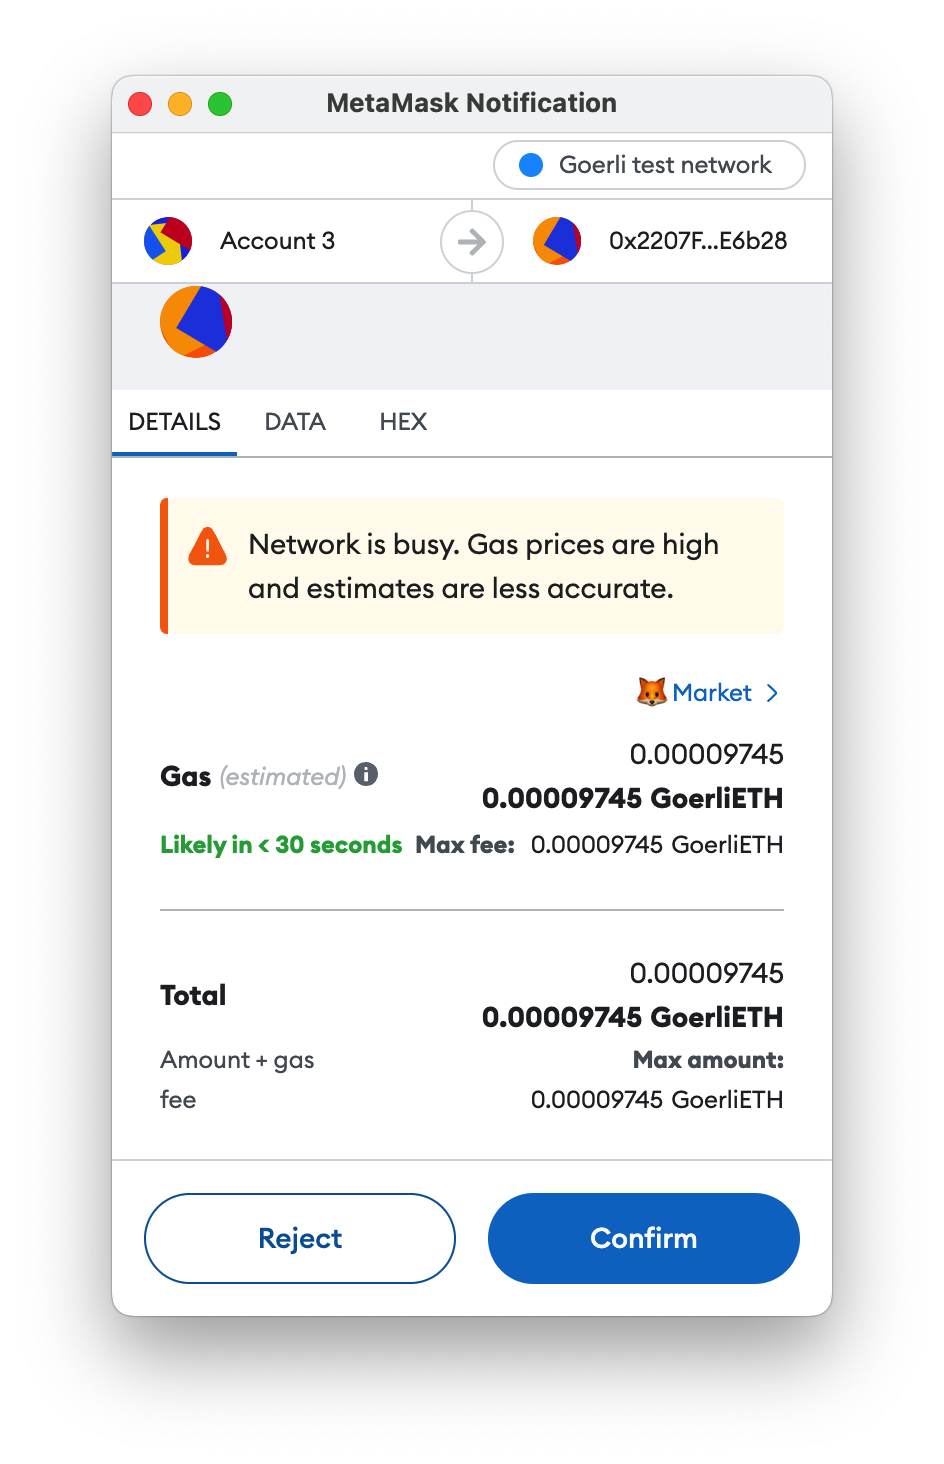 MetaMask Notification
Goerli test network
Account 3
0x2207F...E6b28
DETAILS
DATA
HEX
Network is busy. Gas prices are high
and estimates are less accurate.
Market
0.00009745
Gas (estimated)
0.00009745 GoerliETH
Likely in < 30 seconds Max fee: 0.00009745 GoerliETH
0.00009745
Total
0.00009745 GoerliETH
Amount + gas
fee
Max amount:
0.00009745 GoerliETH
Reject
Confirm